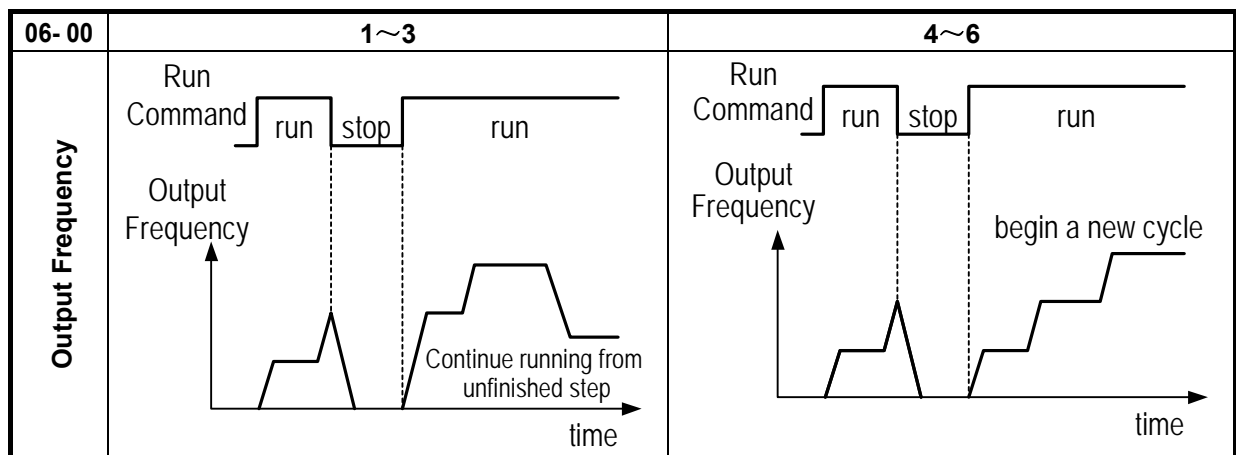 06- 00
1～3
4～6
Output Frequency
Run
Command
run
stop
run
Output
Frequency
Continue running from
unfinished step
time
Run
Command
run
stop
run
Output
Frequency
begin a new cycle
time